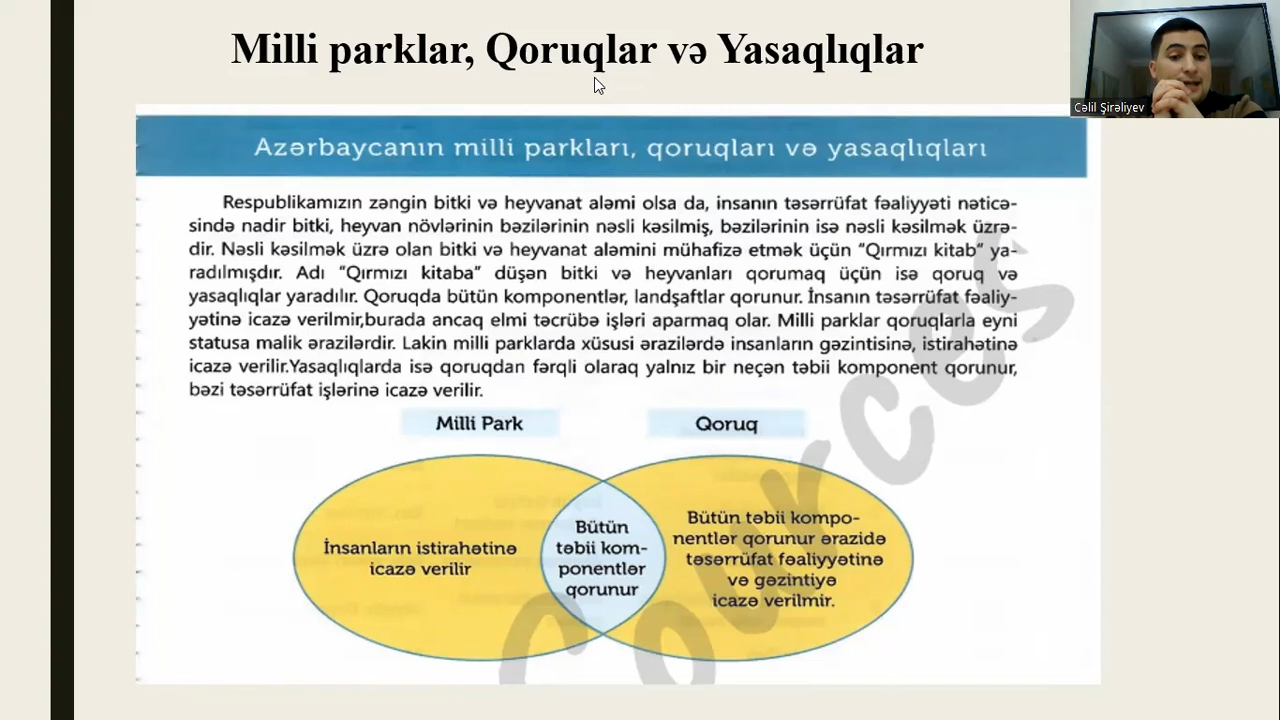 Milli parklar, Qoruqlar və Yasaqlıqlar
Cəlil Şirəliyev
Azərbaycanın milli parkları, qoruqları və yasaqlıqları
Respublikamızın zəngin bitki və heyvanat aləmi olsa da, insanın təsərrüfat fəaliyyəti nəticə-
sində nadir bitki, heyvan növlərinin bəzilərinin nəsli kəsilmiş, bəzilərinin isə nəsli kəsilmək üzrə-
dir. Nəsli kəsilmək üzrə olan bitki və heyvanat aləmini mühafizə etmək üçün “Qırmızı kitab” ya-
radılmışdır. Adı “Qırmızı kitaba” düşən bitki və heyvanları qorumaq üçün isə qoruq və
yasaqlıqlar yaradılır. Qoruqda bütün komponentlər, landşaftlar qorunur. İnsanın təsərrüfat fəaliy-
yətinə icazə verilmir,burada ancaq elmi təcrübə işləri aparmaq olar. Milli parklar qoruqlarla eyni
statusa malik ərazilərdir. Lakin milli parklarda xüsusi ərazilərdə insanların gəzintisinə, istirahətinə
icazə verilir.Yasaqlıqlarda isə qoruqdan fərqli olaraq yalnız bir neçən təbii komponent qorunur,
bəzi təsərrüfat işlərinə icazə verilir.
Milli Park
Qoruq
İnsanların istirahətinə
icazə verilir
Bütün
təbii kom-
ponentlər
qorunur
Bütün təbii kompo-
nentlər qorunur ərazidə
təsərrüfat fəaliyyətinə
və gəzintiyə
icazə verilmir.
Cources